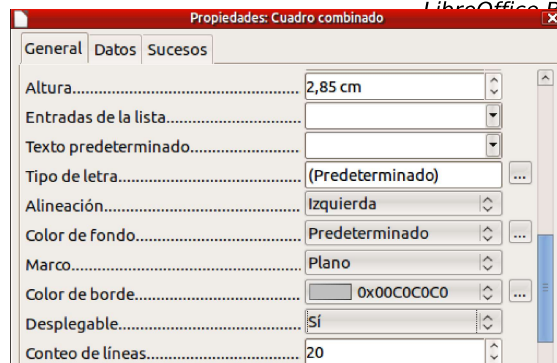 LibreOffice
Propiedades: Cuadro combinado
General Datos Sucesos
Altura 2,85 cm
Entradas de la lista
Texto predeterminado
Tipo de letra (Predeterminado) ...
Alineación Izquierda
Color de fondo Predeterminado ...
Marco Plano
Color de borde 0x00C0C0C0 ...
Desplegable Sí
Conteo de líneas 20